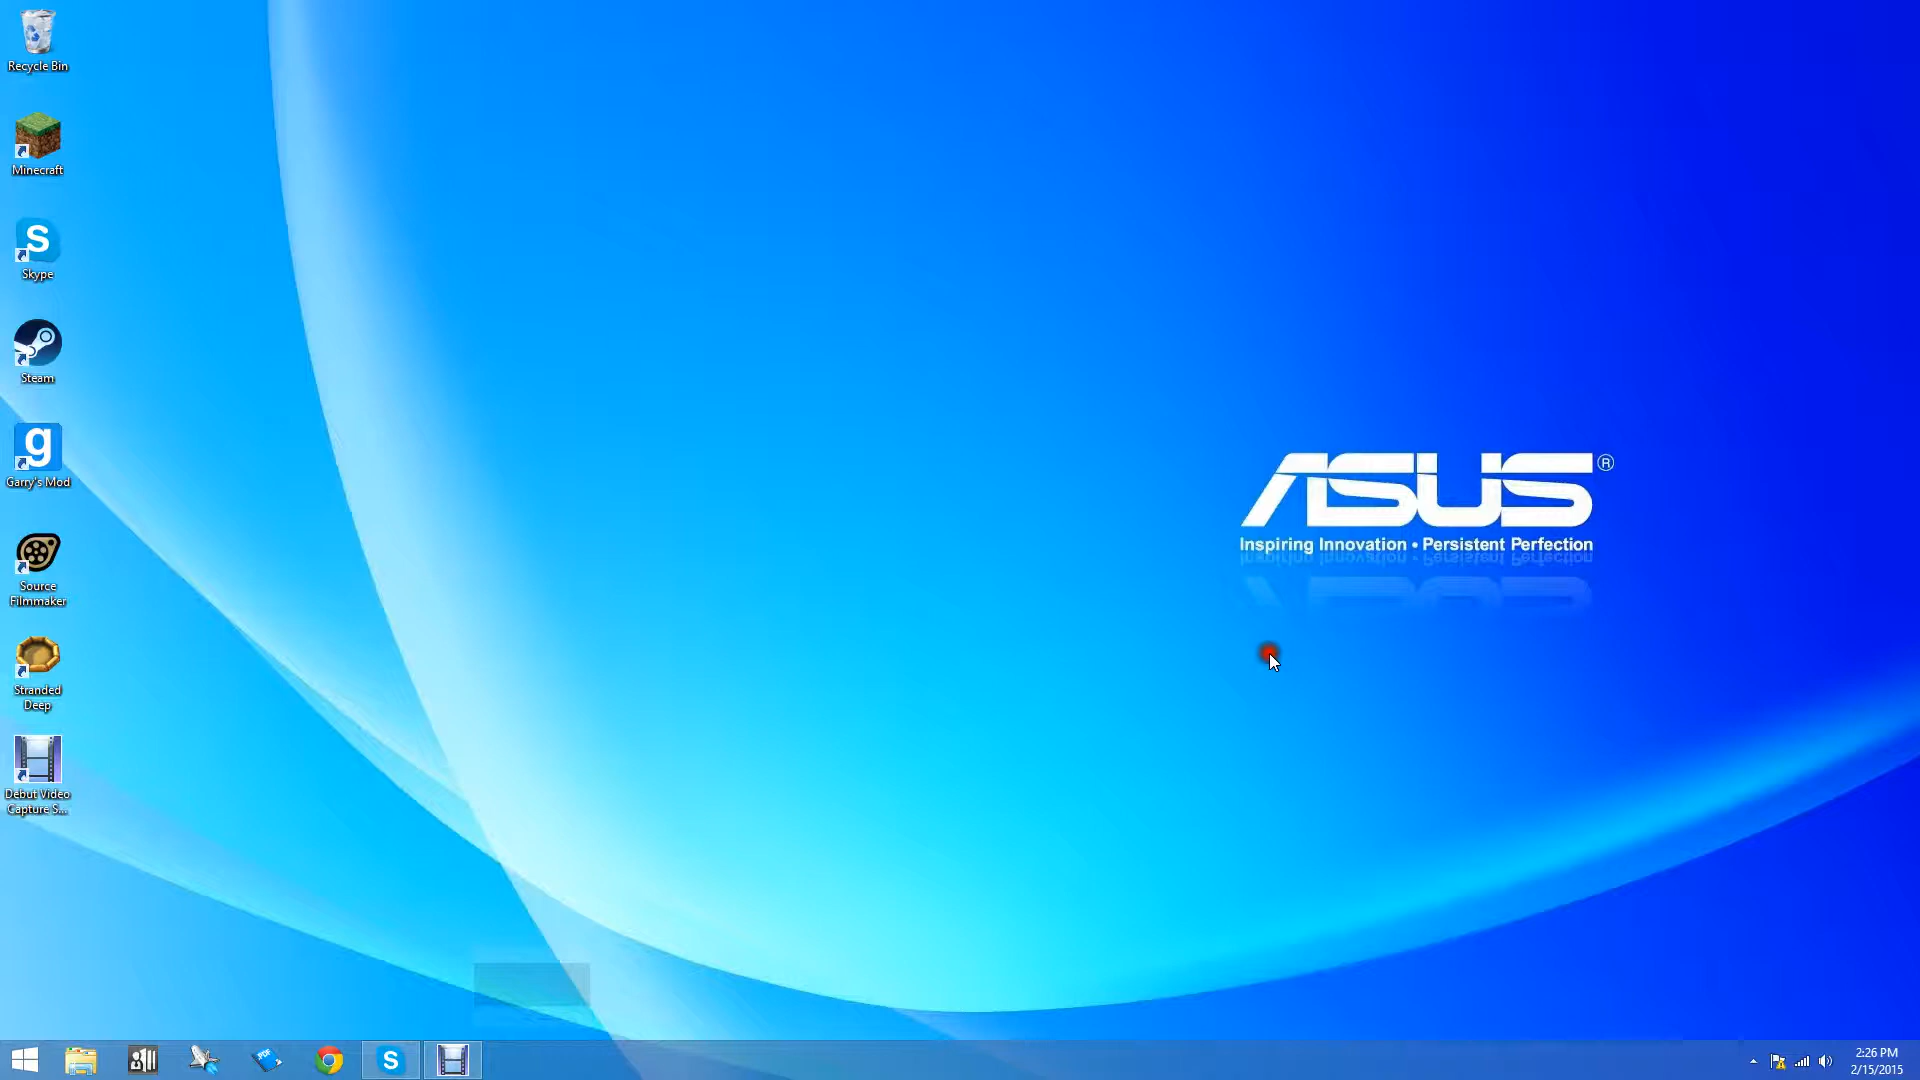 Recycle Bin
Minecraft
S
Skype
Steam
g
Garry's Mod
Source
Filmmaker
Stranded
Deep
Debut Video
Capture S...
ASUS®
Inspiring Innovation • Persistent Perfection
PDF
S
2:26 PM
2/15/2015